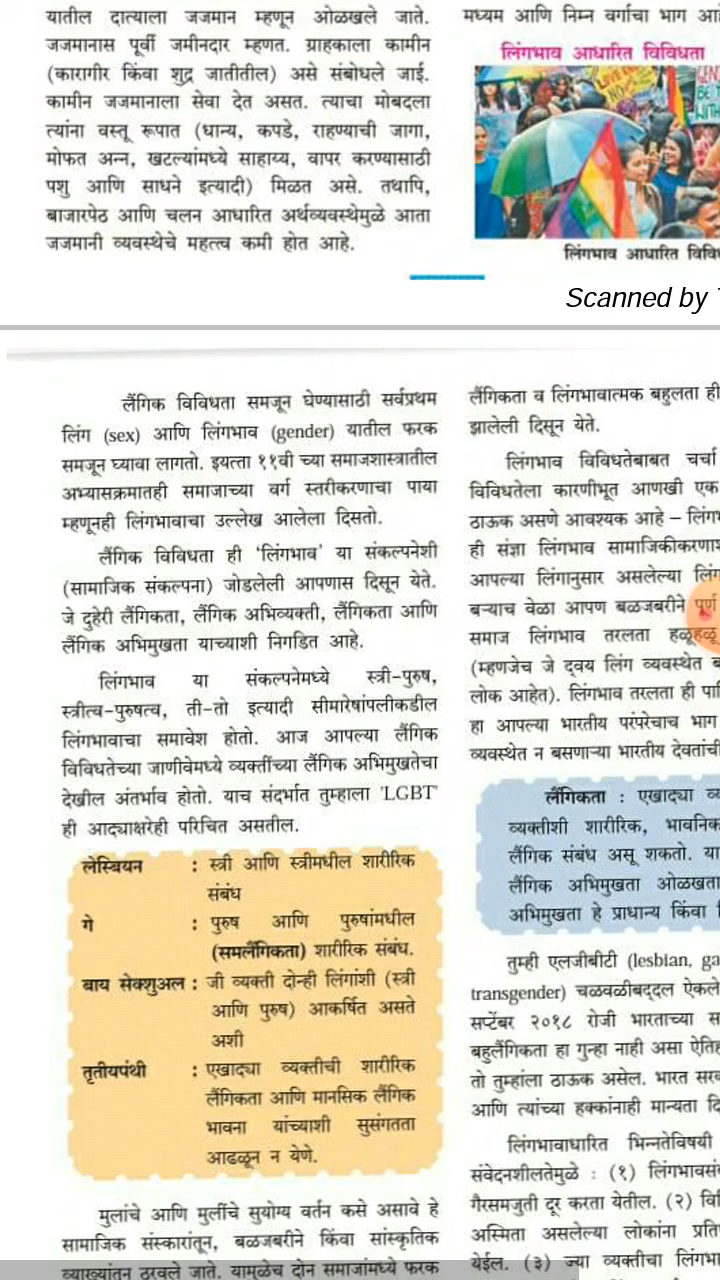 यातील दात्याला जजमान म्हणून ओळखले जाते.
जजमानास पूर्वी जमीनदार म्हणत. ग्राहकाला कामीन
(कारागीर किंवा शुद्र जातीतील) असे संबोधले जाई.
कामीन जजमानाला सेवा देत असत. त्याचा मोबदला
त्यांना वस्तू रूपात (धान्य, कपडे, राहण्याची जागा,
मोफत अन्न, खटल्यांमध्ये साहाय्य, वापर करण्यासाठी
पशु आणि साधने इत्यादी) मिळत असे. तथापि,
बाजारपेठ आणि चलन आधारित अर्थव्यवस्थेमुळे आता
जजमानी व्यवस्थेचे महत्त्व कमी होत आहे.
मध्यम आणि निम्न वर्गाचा भाग
लिंगभाव आधारित विविधता
लिंगभाव आधारित
Scanned by
लैंगिक विविधता समजून घेण्यासाठी सर्वप्रथम
लिंग (sex) आणि लिंगभाव (gender) यातील फरक
समजून घ्यावा लागतो. इयत्ता ११वी च्या समाजशास्त्रातील
अभ्यासक्रमातही समाजाच्या वर्ग स्तरीकरणाचा पाया
म्हणूनही लिंगभावाचा उल्लेख आलेला दिसतो.
लैंगिक विविधता ही ‘लिंगभाव’ या संकल्पनेशी
(सामाजिक संकल्पना) जोडलेली आपणास दिसून येते.
जे दुहेरी लैंगिकता, लैंगिक अभिव्यक्ती, लैंगिकता आणि
लैंगिक अभिमुखता याच्याशी निगडित आहे.
लिंगभाव या संकल्पनेमध्ये स्त्री-पुरुष,
स्त्रीत्व-पुरुषत्व, ती-तो इत्यादी सीमारेषांपलीकडील
लिंगभावाचा समावेश होतो. आज आपल्या लैंगिक
विविधतेच्या जाणीवेमध्ये व्यक्तींच्या लैंगिक अभिमुखतेचा
देखील अंतर्भाव होतो. याच संदर्भात तुम्हाला 'LGBT'
ही आद्याक्षरेही परिचित असतील.
लेस्बियन : स्त्री आणि स्त्रीमधील शारीरिक
संबंध
गे : पुरुष आणि पुरुषांमधील
(समलैंगिकता) शारीरिक संबंध.
बाय सेक्शुअल : जी व्यक्ती दोन्ही लिंगांशी (स्त्री
आणि पुरुष) आकर्षित असते
अशी
तृतीयपंथी : एखाद्या व्यक्तीची शारीरिक
लैंगिकता आणि मानसिक लैंगिक
भावना यांच्याशी सुसंगतता
आढळून न येणे.
मुलांचे आणि मुलींचे सुयोग्य वर्तन कसे असावे हे
सामाजिक संस्कारांतून, बळजबरीने किंवा सांस्कृतिक
व्याख्यांतून ठरवले जाते. यामुळेच दोन समाजांमध्ये फरक
लैंगिकता व लिंगभावात्मक बहुलता ही
झालेली दिसून येते.
लिंगभाव विविधतेबाबत चर्चा
विविधतेला कारणीभूत आणखी एक
ठाऊक असणे आवश्यक आहे –
ही संज्ञा लिंगभाव
आपल्या लिंगानुसार असलेल्या
बऱ्याच वेळा आपण बळजबरीने पूर्ण
समाज लिंगभाव तरलता हळूहळू
(म्हणजेच जे द्वय लिंग व्यवस्थेत
लोक आहेत). लिंगभाव तरलता ही
हा आपल्या भारतीय परंपरेचाच भाग
व्यवस्थेत न बसणाऱ्या भारतीय
लैंगिकता : एखाद्या
व्यक्तीशी शारीरिक,
लैंगिक संबंध असू शकतो. या
लैंगिक अभिमुखता
अभिमुखता हे प्राधान्य किंवा
तुम्ही एलजीबीटी (lesbian,
transgender) चळवळीबद्दल
सप्टेंबर २०१८ रोजी भारताच्या
बहुलैंगिकता हा गुन्हा नाही असा
तो तुम्हांला ठाऊक असेल. भारत
आणि त्यांच्या हक्कांनाही मान्यता
लिंगभावाधारित भिन्नतेविषयी
संवेदनशीलतेमुळे : (१)
गैरसमजुती दूर करता येतील. (२)
अस्मिता असलेल्या लोकांना
येईल. (३) ज्या व्यक्तीचा